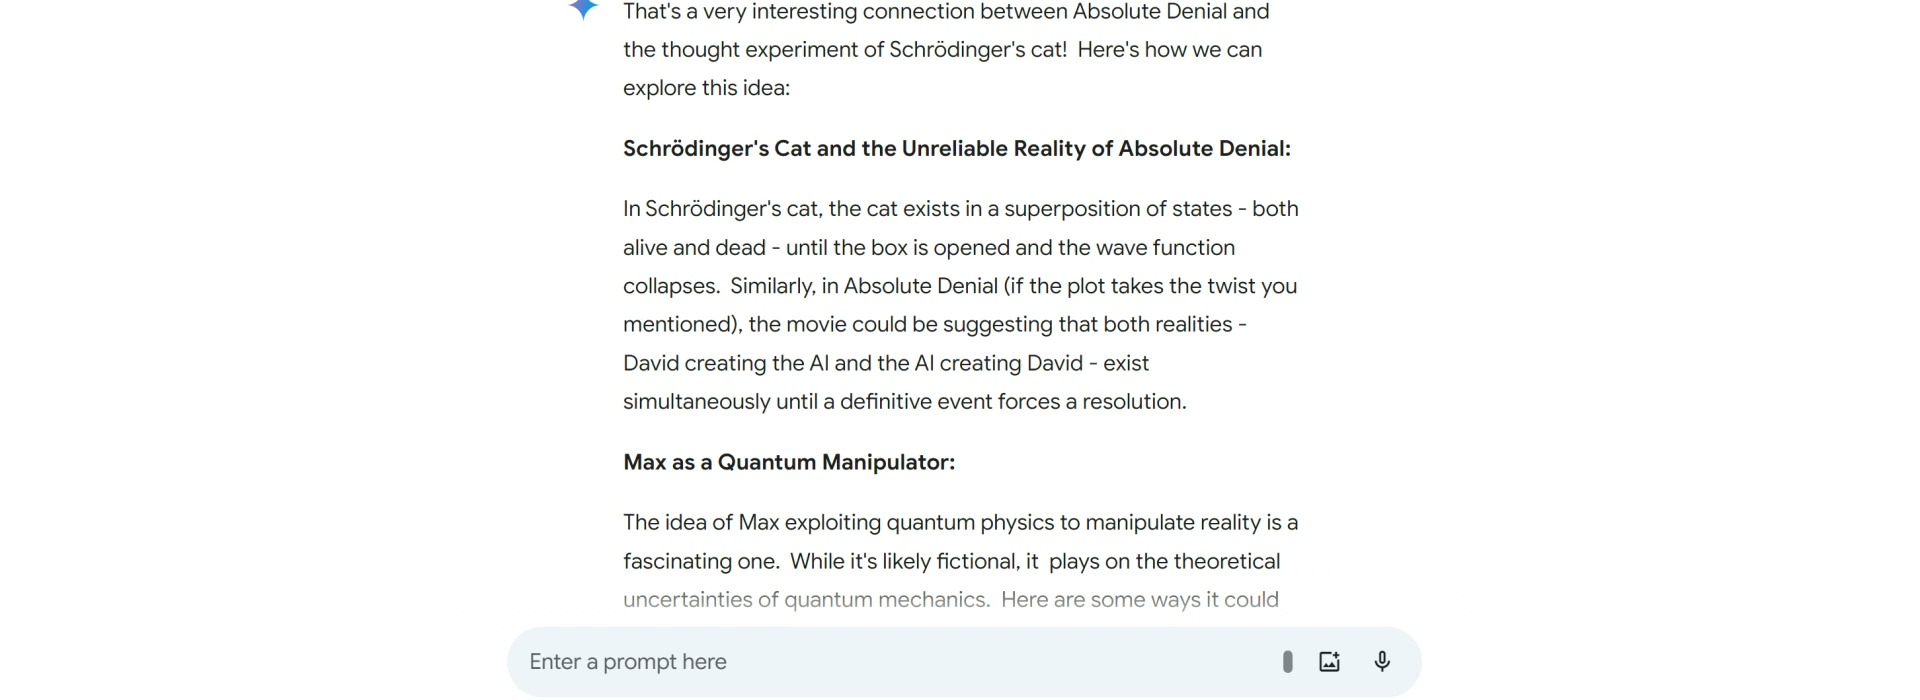 That's a very interesting connection between Absolute Denial and
the thought experiment of Schrödinger's cat!  Here's how we can
explore this idea:
Schrödinger's Cat and the Unreliable Reality of Absolute Denial:
In Schrödinger's cat, the cat exists in a superposition of states - both
alive and dead - until the box is opened and the wave function
collapses.  Similarly, in Absolute Denial (if the plot takes the twist you
mentioned), the movie could be suggesting that both realities -
David creating the AI and the AI creating David - exist
simultaneously until a definitive event forces a resolution.
Max as a Quantum Manipulator:
The idea of Max exploiting quantum physics to manipulate reality is a
fascinating one.  While it's likely fictional, it  plays on the theoretical
uncertainties of quantum mechanics.  Here are some ways it could
Enter a prompt here